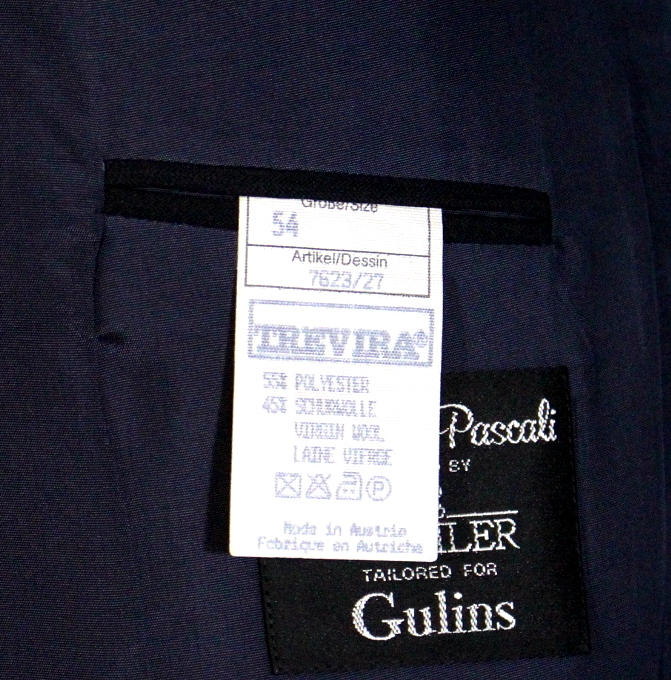 Größe/Size
54
Artikel/Dessin
7623/27
TREVIRA®
55% POLYESTER
45% SCHURWOLLE
VIRGIN WOOL
LAINE VIERGE
P
Made in Austria
Fabrique en Autriche
Pascali
BY
LER
TAILORED FOR
Gulins